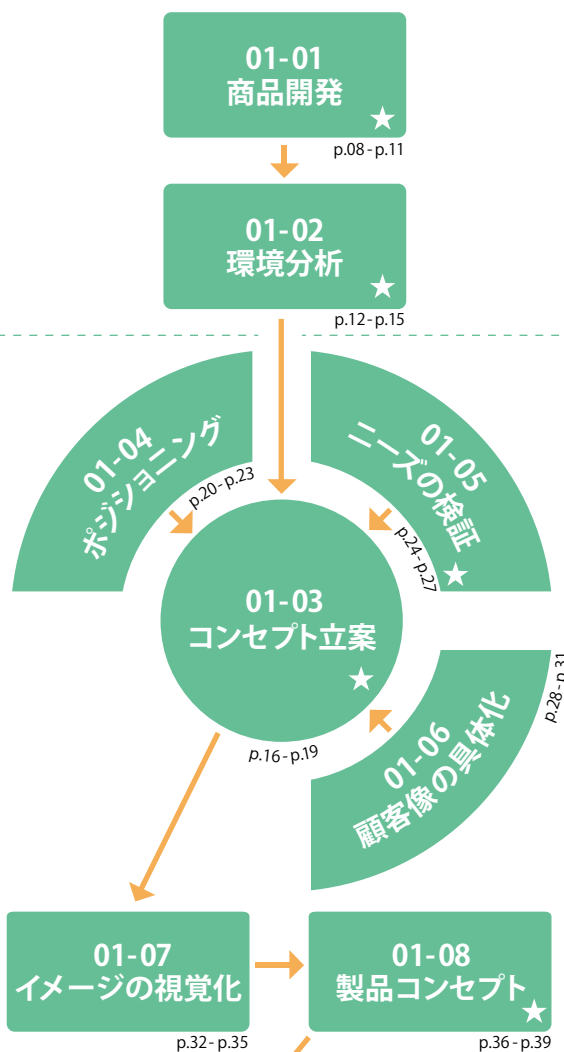 01-01
商品開発
★
p.08-p.11
01-02
環境分析
★
p.12-p.15
01-04
ポジショニング
p.20-p.23
01-05
ニーズの検証
★
p.24-p.27
01-03
コンセプト立案
★
p.16-p.19
01-06
顧客像の具体化
p.28-p.31
01-07
イメージの視覚化
p.32-p.35
01-08
製品コンセプト
★
p.36-p.39